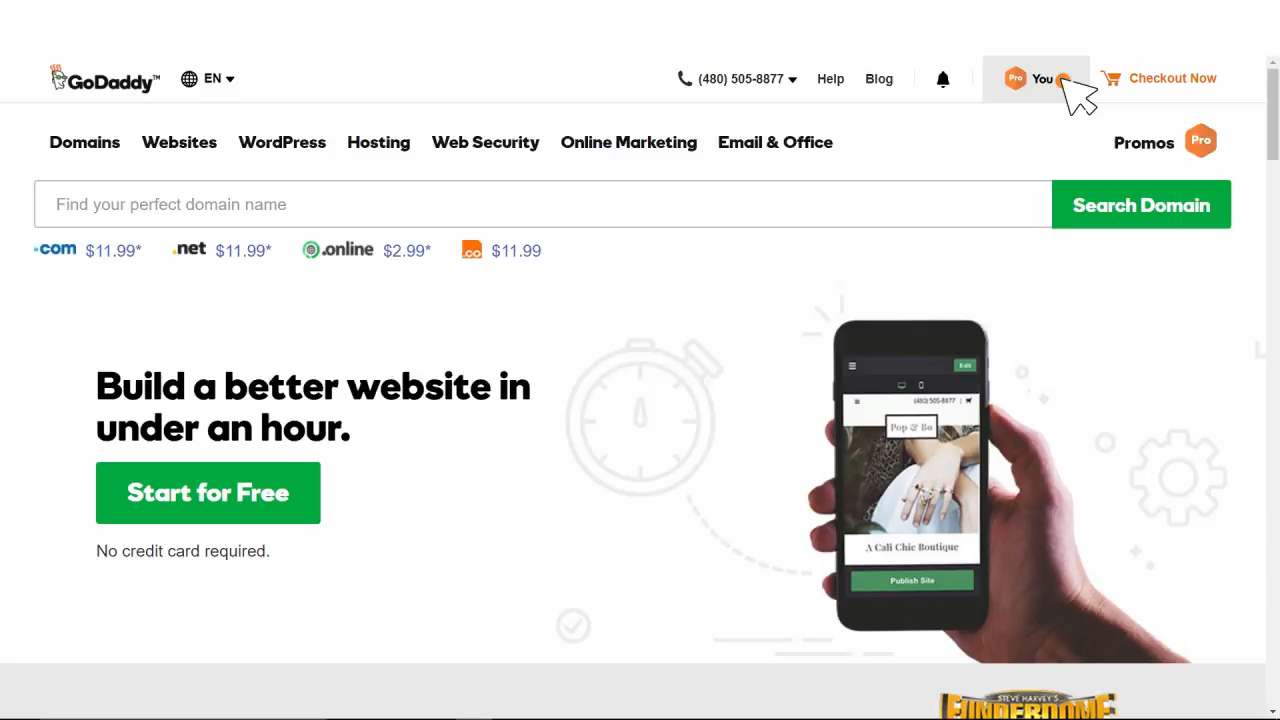 GoDaddy™ EN (480) 505-8877 Help Blog Pro You Checkout Now
Domains Websites WordPress Hosting Web Security Online Marketing Email & Office Promos Pro
Find your perfect domain name Search Domain
.com $11.99* .net $11.99* .online $2.99* .co $11.99
Build a better website in
under an hour.
Start for Free
No credit card required.
Edit
(480) 505-8877
Pop & Bo
A Cali Chic Boutique
Publish Site
STEVE HARVEY'S
FUNDERDOME